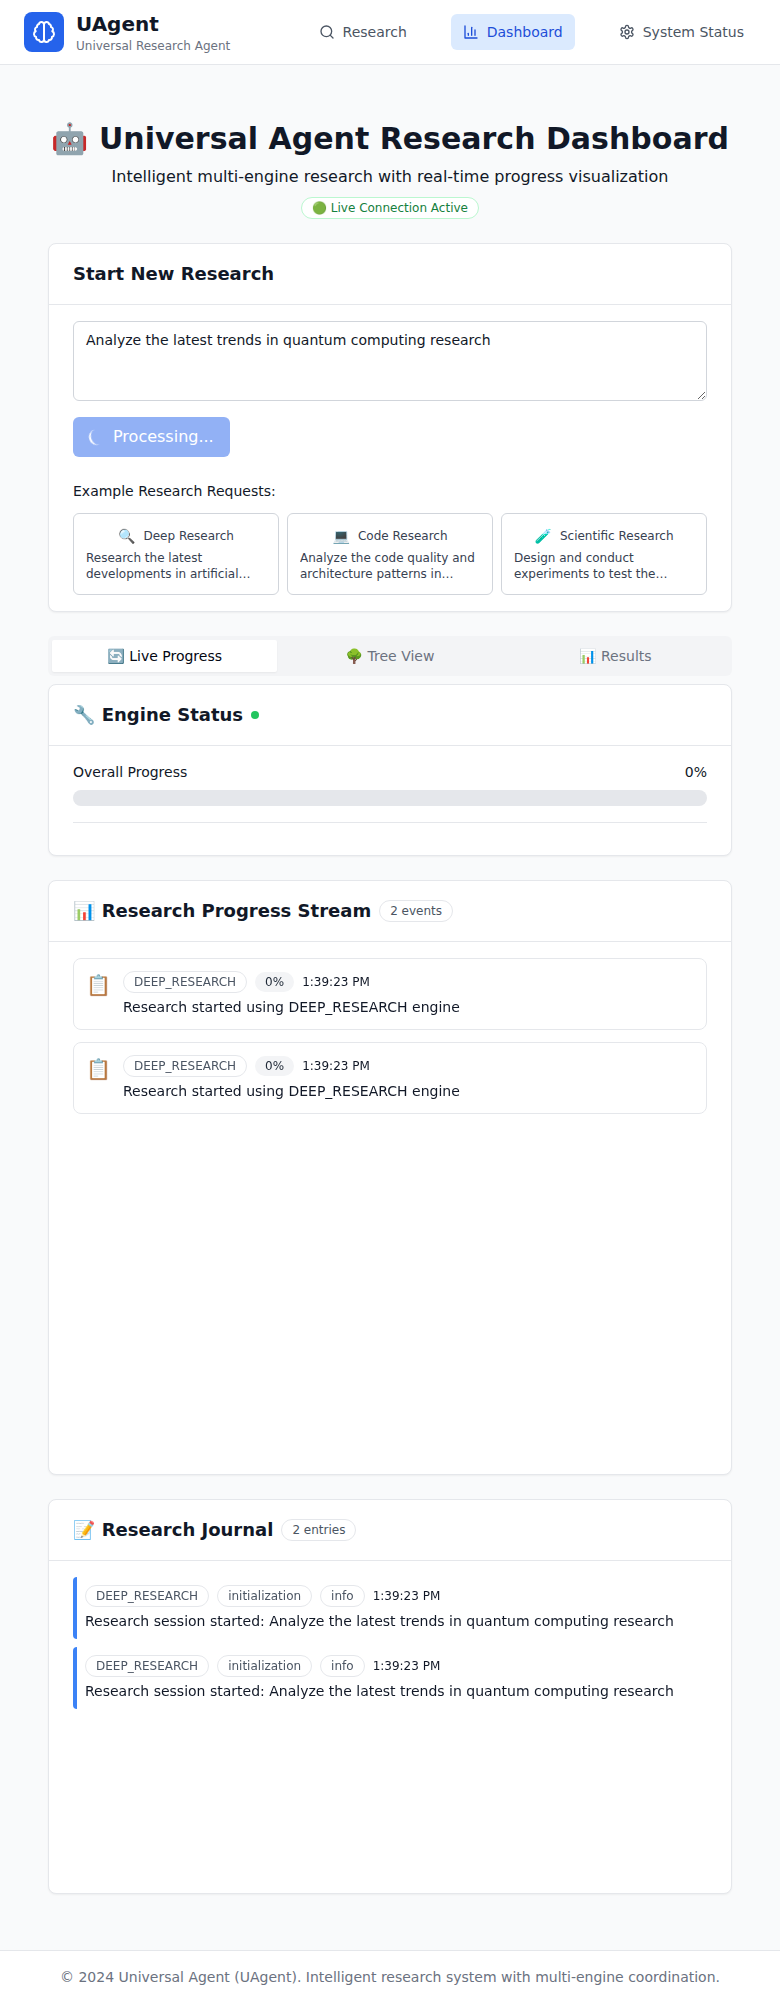 UAgent
Universal Research Agent
Research
Dashboard
System Status
🤖 Universal Agent Research Dashboard
Intelligent multi-engine research with real-time progress visualization
🟢 Live Connection Active
Start New Research
Analyze the latest trends in quantum computing research
Processing...
Example Research Requests:
🔍 Deep Research
Research the latest
developments in artificial...
💻 Code Research
Analyze the code quality and
architecture patterns in...
🧪 Scientific Research
Design and conduct
experiments to test the...
🔄 Live Progress
🌳 Tree View
📊 Results
🔧 Engine Status
Overall Progress 0%
📊 Research Progress Stream 2 events
📋 DEEP_RESEARCH 0% 1:39:23 PM
Research started using DEEP_RESEARCH engine
📋 DEEP_RESEARCH 0% 1:39:23 PM
Research started using DEEP_RESEARCH engine
📝 Research Journal 2 entries
DEEP_RESEARCH initialization info 1:39:23 PM
Research session started: Analyze the latest trends in quantum computing research
DEEP_RESEARCH initialization info 1:39:23 PM
Research session started: Analyze the latest trends in quantum computing research
© 2024 Universal Agent (UAgent). Intelligent research system with multi-engine coordination.